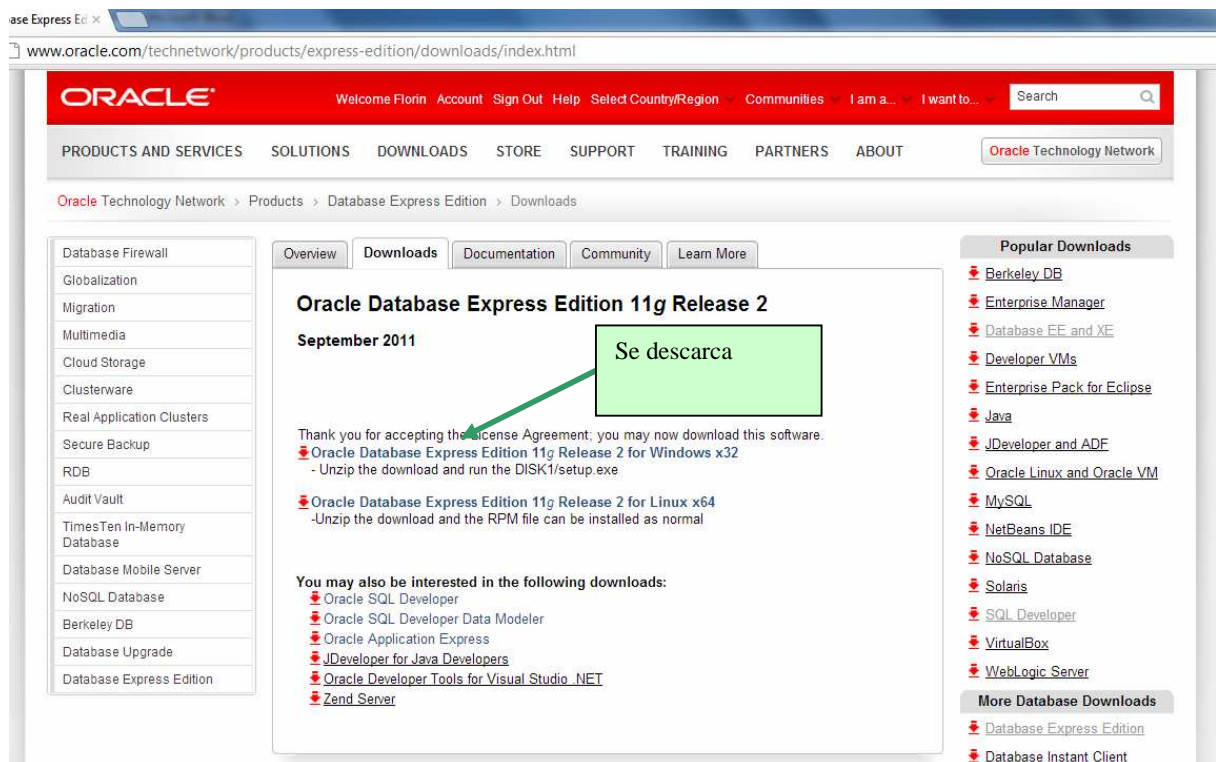 ase Express Ed ×
www.oracle.com/technetwork/products/express-edition/downloads/index.html
ORACLE
Welcome Florin Account Sign Out Help Select Country/Region Communities I am a... I want to... Search
PRODUCTS AND SERVICES SOLUTIONS DOWNLOADS STORE SUPPORT TRAINING PARTNERS ABOUT Oracle Technology Network
Oracle Technology Network > Products > Database Express Edition > Downloads
Database Firewall
Globalization
Migration
Multimedia
Cloud Storage
Clusterware
Real Application Clusters
Secure Backup
RDB
Audit Vault
TimesTen In-Memory
Database
Database Mobile Server
NoSQL Database
Berkeley DB
Database Upgrade
Database Express Edition
Overview Downloads Documentation Community Learn More
Oracle Database Express Edition 11g Release 2
September 2011
Se descarca
Thank you for accepting the License Agreement; you may now download this software.
Oracle Database Express Edition 11g Release 2 for Windows x32
- Unzip the download and run the DISK1/setup.exe
Oracle Database Express Edition 11g Release 2 for Linux x64
-Unzip the download and the RPM file can be installed as normal
You may also be interested in the following downloads:
Oracle SQL Developer
Oracle SQL Developer Data Modeler
Oracle Application Express
JDeveloper for Java Developers
Oracle Developer Tools for Visual Studio .NET
Zend Server
Popular Downloads
Berkeley DB
Enterprise Manager
Database EE and XE
Developer VMs
Enterprise Pack for Eclipse
Java
JDeveloper and ADF
Oracle Linux and Oracle VM
MySQL
NetBeans IDE
NoSQL Database
Solaris
SQL Developer
VirtualBox
WebLogic Server
More Database Downloads
Database Express Edition
Database Instant Client